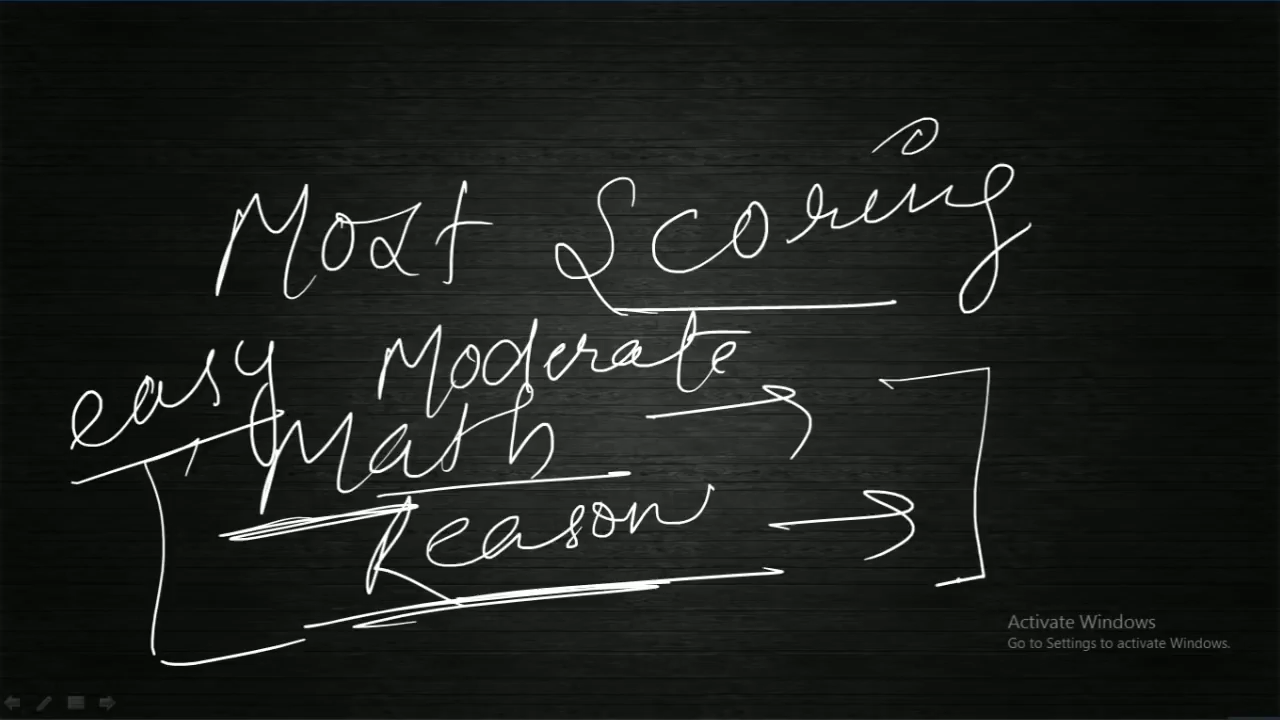 Most Scoring
easy Moderate
Math
Reason
Activate Windows
Go to Settings to activate Windows.